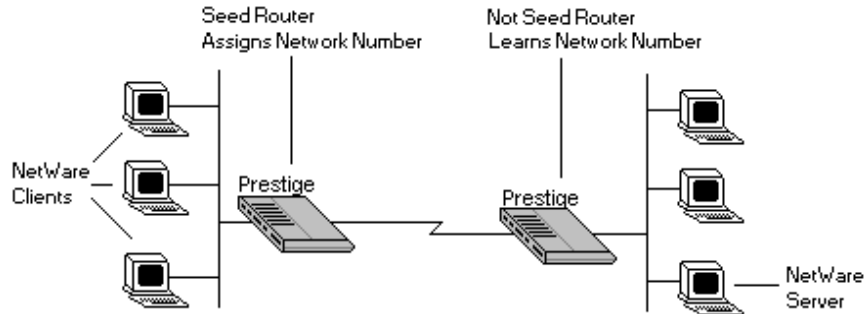 Seed Router
Assigns Network Number
Not Seed Router
Learns Network Number
NetWare
Clients
Prestige
Prestige
NetWare
Server